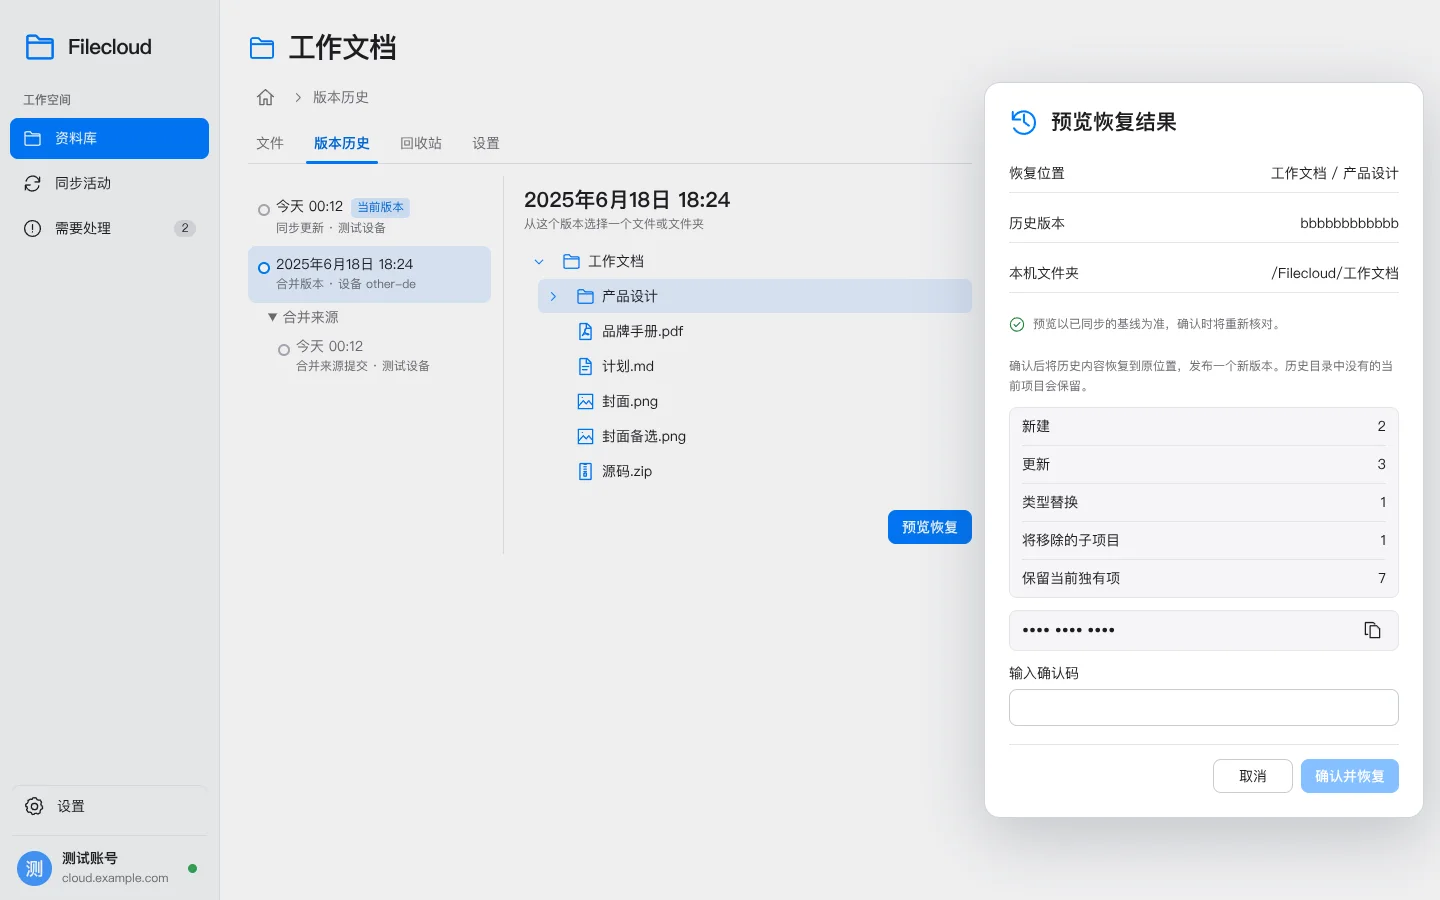 Filecloud
工作空间
资料库
同步活动
需要处理
2
设置
测
测试账号
cloud.example.com
工作文档
版本历史
文件
版本历史
回收站
设置
今天 00:12 当前版本
同步更新 · 测试设备
2025年6月18日 18:24
合并版本 · 设备 other-de
合并来源
今天 00:12
合并来源提交 · 测试设备
2025年6月18日 18:24
从这个版本选择一个文件或文件夹
工作文档
产品设计
品牌手册.pdf
计划.md
封面.png
封面备选.png
源码.zip
预览恢复
预览恢复结果
恢复位置 工作文档 / 产品设计
历史版本 bbbbbbbbbbbb
本机文件夹 /Filecloud/工作文档
预览以已同步的基线为准，确认时将重新核对。
确认后将历史内容恢复到原位置，发布一个新版本。历史目录中没有的当
前项目会保留。
新建 2
更新 3
类型替换 1
将移除的子项目 1
保留当前独有项 7
•••• •••• ••••
输入确认码
取消
确认并恢复